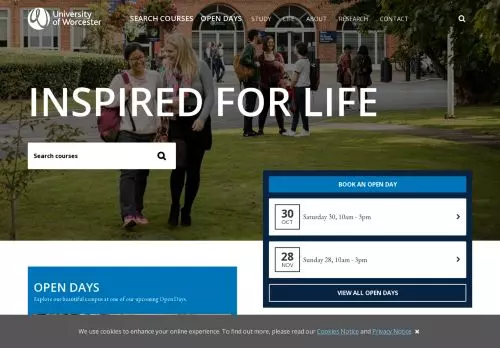 University
of Worcester
SEARCH COURSES OPEN DAYS STUDY LIFE ABOUT RESEARCH CONTACT
INSPIRED FOR LIFE
Search courses
BOOK AN OPEN DAY
30
OCT
Saturday 30, 10am - 3pm
28
NOV
Sunday 28, 10am - 3pm
VIEW ALL OPEN DAYS
OPEN DAYS
Explore our beautiful campus at one of our upcoming Open Days.
We use cookies to enhance your online experience. To find out more, please read our Cookies Notice and Privacy Notice. ✖